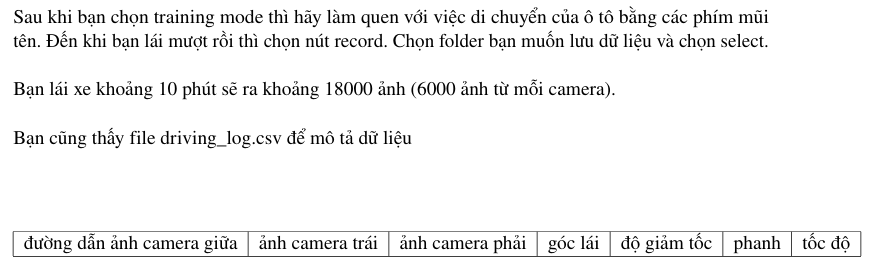 Sau khi bạn chọn training mode thì hãy làm quen với việc di chuyển của ô tô bằng các phím mũi
tên. Đến khi bạn lái mượt rồi thì chọn nút record. Chọn folder bạn muốn lưu dữ liệu và chọn select.
Bạn lái xe khoảng 10 phút sẽ ra khoảng 18000 ảnh (6000 ảnh từ mỗi camera).
Bạn cũng thấy file driving_log.csv để mô tả dữ liệu
đường dẫn ảnh camera giữa ảnh camera trái ảnh camera phải góc lái độ giảm tốc phanh tốc độ